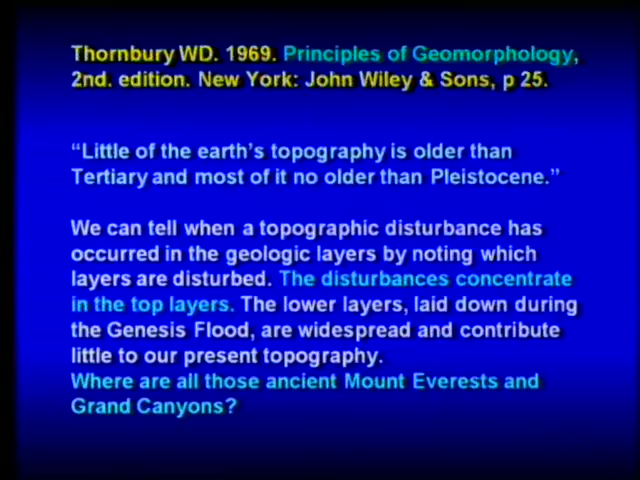 Thornbury WD. 1969. Principles of Geomorphology,
2nd. edition. New York: John Wiley & Sons, p 25.
“Little of the earth’s topography is older than
Tertiary and most of it no older than Pleistocene.”
We can tell when a topographic disturbance has
occurred in the geologic layers by noting which
layers are disturbed. The disturbances concentrate
in the top layers. The lower layers, laid down during
the Genesis Flood, are widespread and contribute
little to our present topography.
Where are all those ancient Mount Everests and
Grand Canyons?